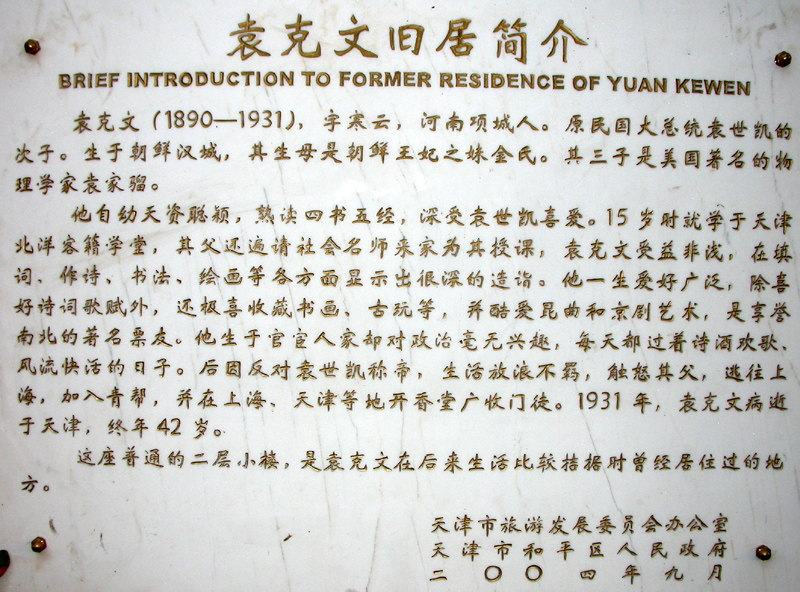 袁克文旧居简介
BRIEF INTRODUCTION TO FORMER RESIDENCE OF YUAN KEWEN
袁克文(1890—1931),字寒云,河南项城人。原民国大总统袁世凯的
次子。生于朝鲜汉城,其生母是朝鲜王妃之妹金氏。其三子是美国著名的物
理学家袁家骝。
他自幼天资聪颖,熟读四书五经,深受袁世凯喜爱。15岁时就学于天津
北洋客籍学堂,其父还遍请社会名师来家为其授课,袁克文受益非浅,在填
词、作诗、书法、绘画等各方面显示出很深的造诣。他一生爱好广泛,除喜
好诗词歌赋外,还极喜收藏书画、古玩等,并酷爱昆曲和京剧艺术,是享誉
南北的著名票友。他生于官宦人家却对政治毫无兴趣,每天都过着诗酒欢歌、
风流快活的日子。后因反对袁世凯称帝,生活放浪不羁,触怒其父,逃往上
海,加入青帮,并在上海、天津等地开香堂广收门徒。1931年,袁克文病逝
于天津,终年42岁。
这座普通的二层小楼,是袁克文在后来生活比较拮据时曾经居住过的地
方。
天津市旅游发展委员会办公室
天津市和平区人民政府
二〇〇四年九月